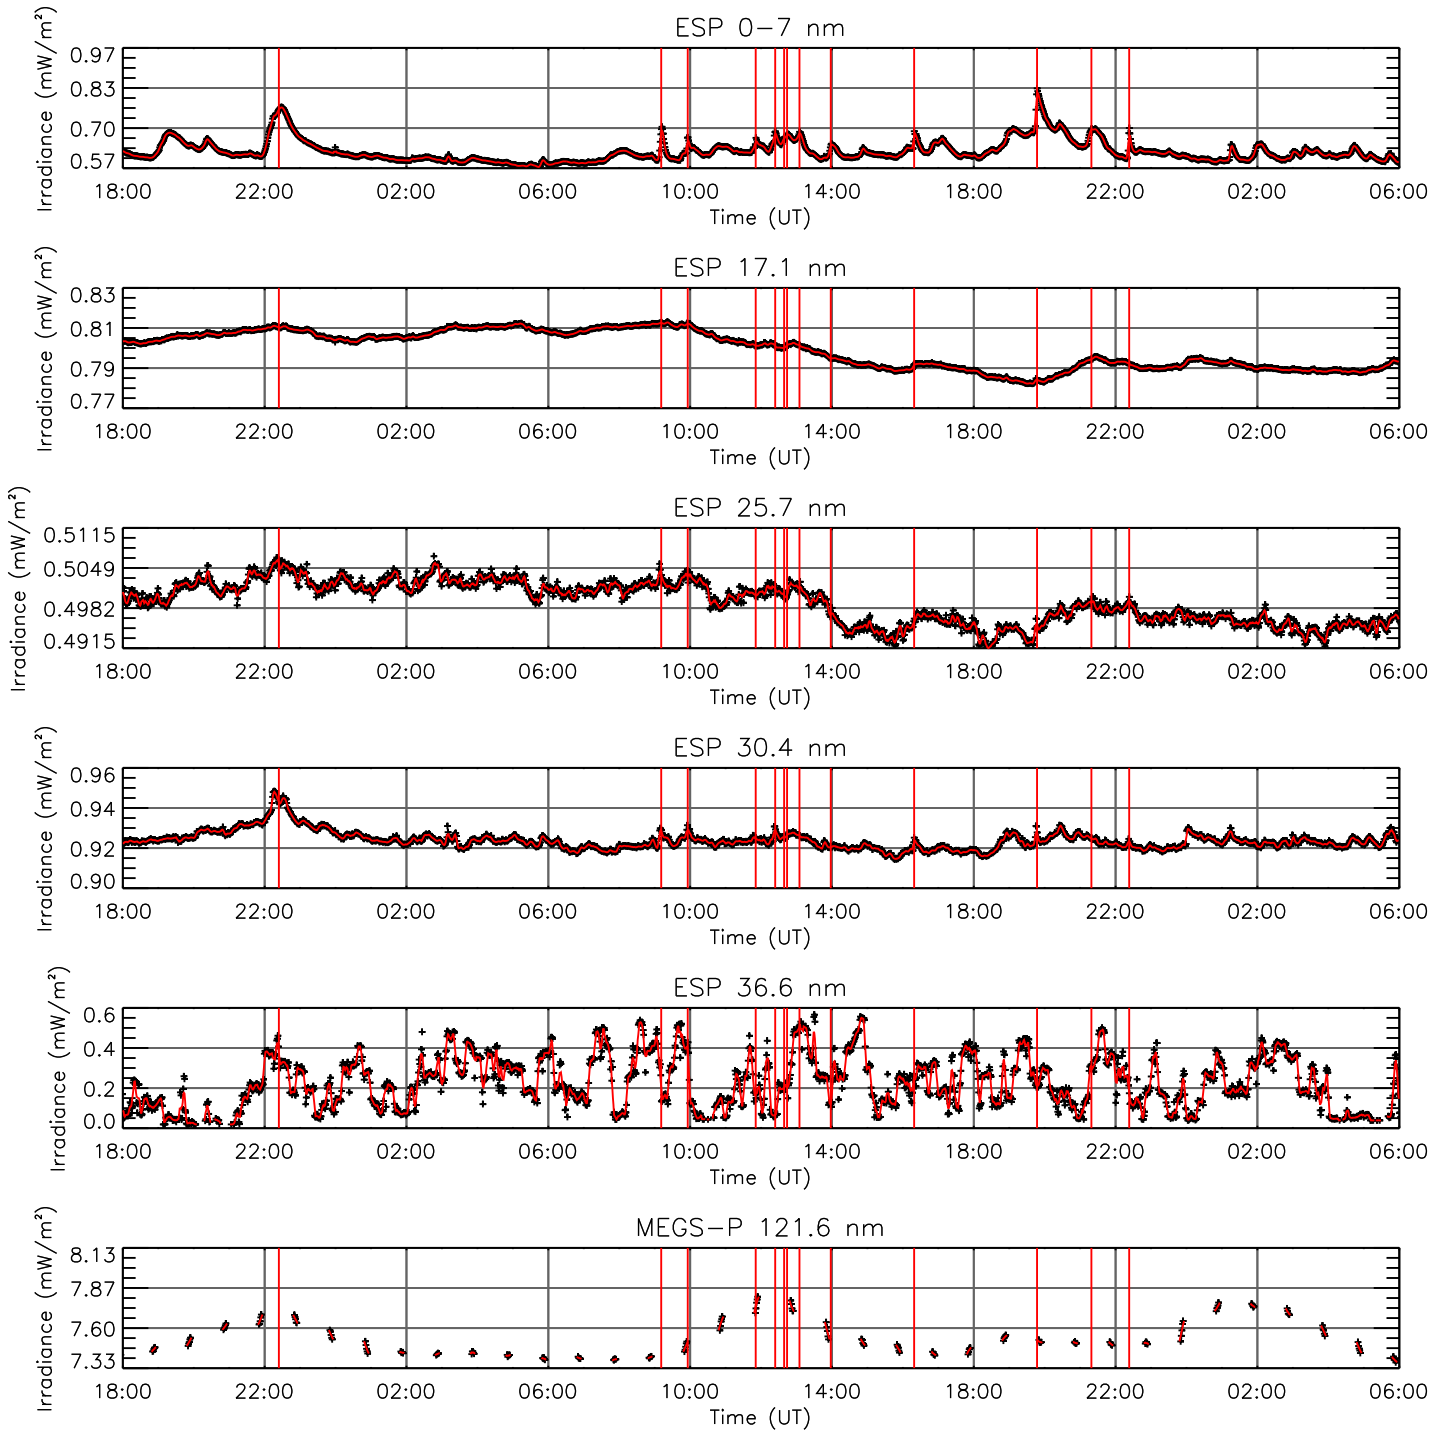 ESP 0−7 nm
Irradiance (mW/m²)
0.97
0.83
0.70
0.57
18:00 22:00 02:00 06:00 10:00 14:00 18:00 22:00 02:00 06:00
Time (UT)
ESP 17.1 nm
Irradiance (mW/m²)
0.83
0.81
0.79
0.77
18:00 22:00 02:00 06:00 10:00 14:00 18:00 22:00 02:00 06:00
Time (UT)
ESP 25.7 nm
Irradiance (mW/m²)
0.5115
0.5049
0.4982
0.4915
18:00 22:00 02:00 06:00 10:00 14:00 18:00 22:00 02:00 06:00
Time (UT)
ESP 30.4 nm
Irradiance (mW/m²)
0.96
0.94
0.92
0.90
18:00 22:00 02:00 06:00 10:00 14:00 18:00 22:00 02:00 06:00
Time (UT)
ESP 36.6 nm
Irradiance (mW/m²)
0.6
0.4
0.2
0.0
18:00 22:00 02:00 06:00 10:00 14:00 18:00 22:00 02:00 06:00
Time (UT)
MEGS−P 121.6 nm
Irradiance (mW/m²)
8.13
7.87
7.60
7.33
18:00 22:00 02:00 06:00 10:00 14:00 18:00 22:00 02:00 06:00
Time (UT)